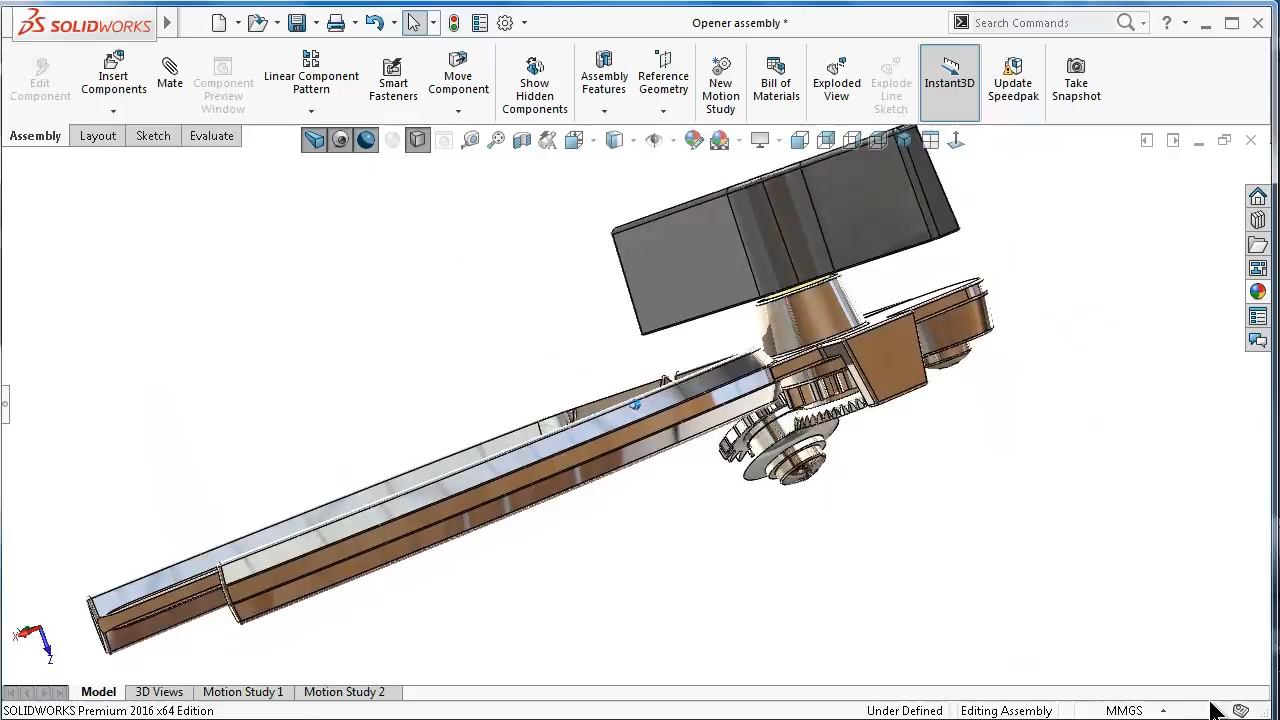 SOLIDWORKS
Opener assembly *
Search Commands
?
Edit Component
Insert Components
Mate
Component Preview Window
Linear Component Pattern
Smart Fasteners
Move Component
Show Hidden Components
Assembly Features
Reference Geometry
New Motion Study
Bill of Materials
Exploded View
Explode Line Sketch
Instant3D
Update Speedpak
Take Snapshot
Assembly
Layout
Sketch
Evaluate
X
Z
Model
3D Views
Motion Study 1
Motion Study 2
SOLIDWORKS Premium 2016 x64 Edition
Under Defined
Editing Assembly
MMGS